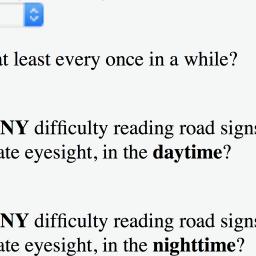 at least every once in a while?
NY difficulty reading road signs
ate eyesight, in the daytime?
NY difficulty reading road signs
ate eyesight, in the nighttime?